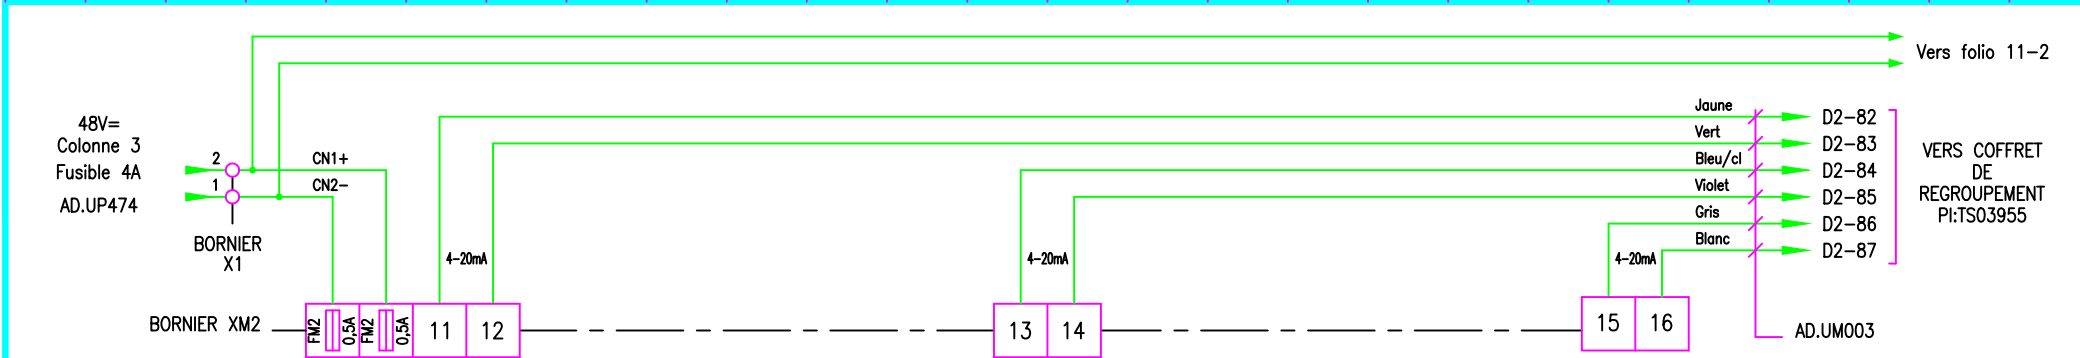 Vers folio 11-2
48V=
Colonne 3
Fusible 4A
AD.UP474
2
CN1+
1
CN2-
BORNIER
X1
Jaune
D2-82
Vert
D2-83
Bleu/cl
D2-84
Violet
D2-85
Gris
D2-86
Blanc
D2-87
VERS COFFRET
DE
REGROUPEMENT
PI:TS03955
4-20mA
4-20mA
4-20mA
BORNIER XM2
FM2
0,5A
FM2
0,5A
11
12
13
14
15
16
AD.UM003